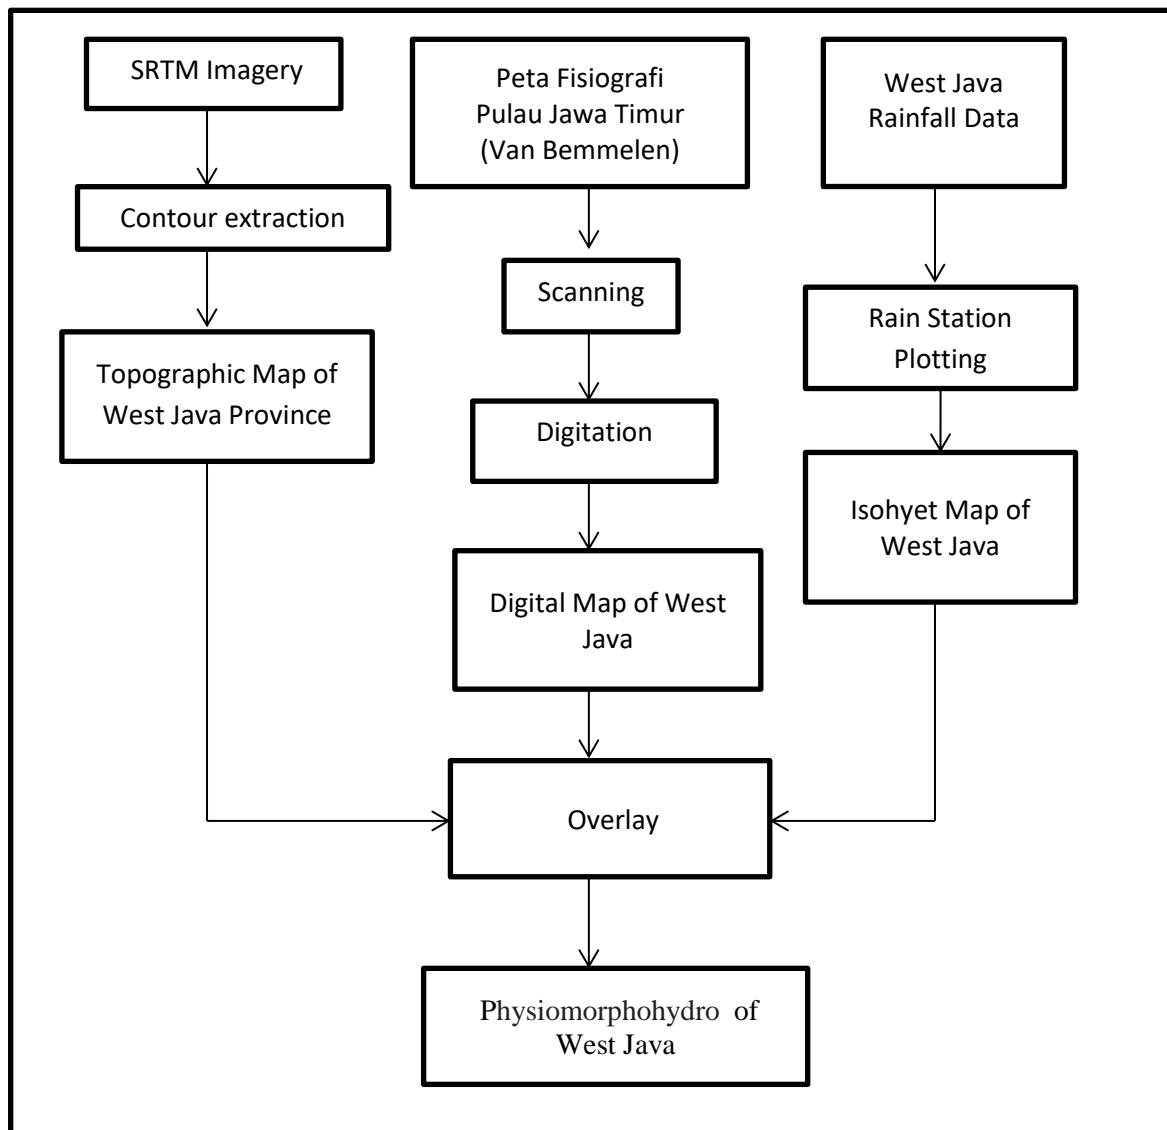 SRTM Imagery
Contour extraction
Topographic Map of
West Java Province
Peta Fisiografi
Pulau Jawa Timur
(Van Bemmelen)
Scanning
Digitation
Digital Map of West
Java
West Java
Rainfall Data
Rain Station
Plotting
Isohyet Map of
West Java
Overlay
Physiomorphohydro of
West Java